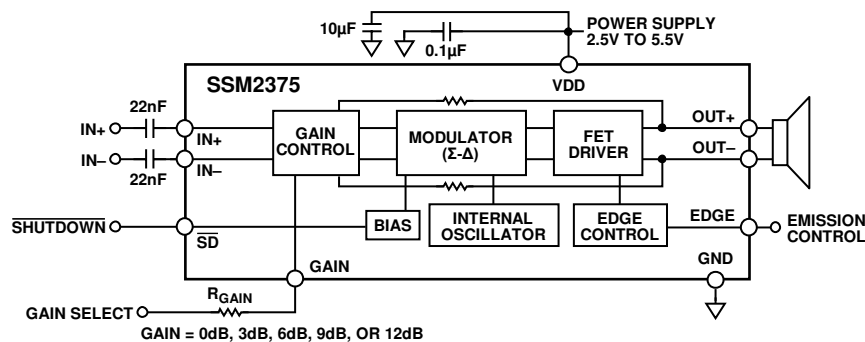 10µF
0.1µF
POWER SUPPLY
2.5V TO 5.5V
SSM2375
VDD
22nF
IN+
IN+
GAIN
CONTROL
MODULATOR
(Σ-Δ)
FET
DRIVER
OUT+
IN–
22nF
IN–
OUT–
SHUTDOWN
SD
BIAS
INTERNAL
OSCILLATOR
EDGE
CONTROL
EDGE
EMISSION
CONTROL
GAIN
GND
GAIN SELECT
RGAIN
GAIN = 0dB, 3dB, 6dB, 9dB, OR 12dB